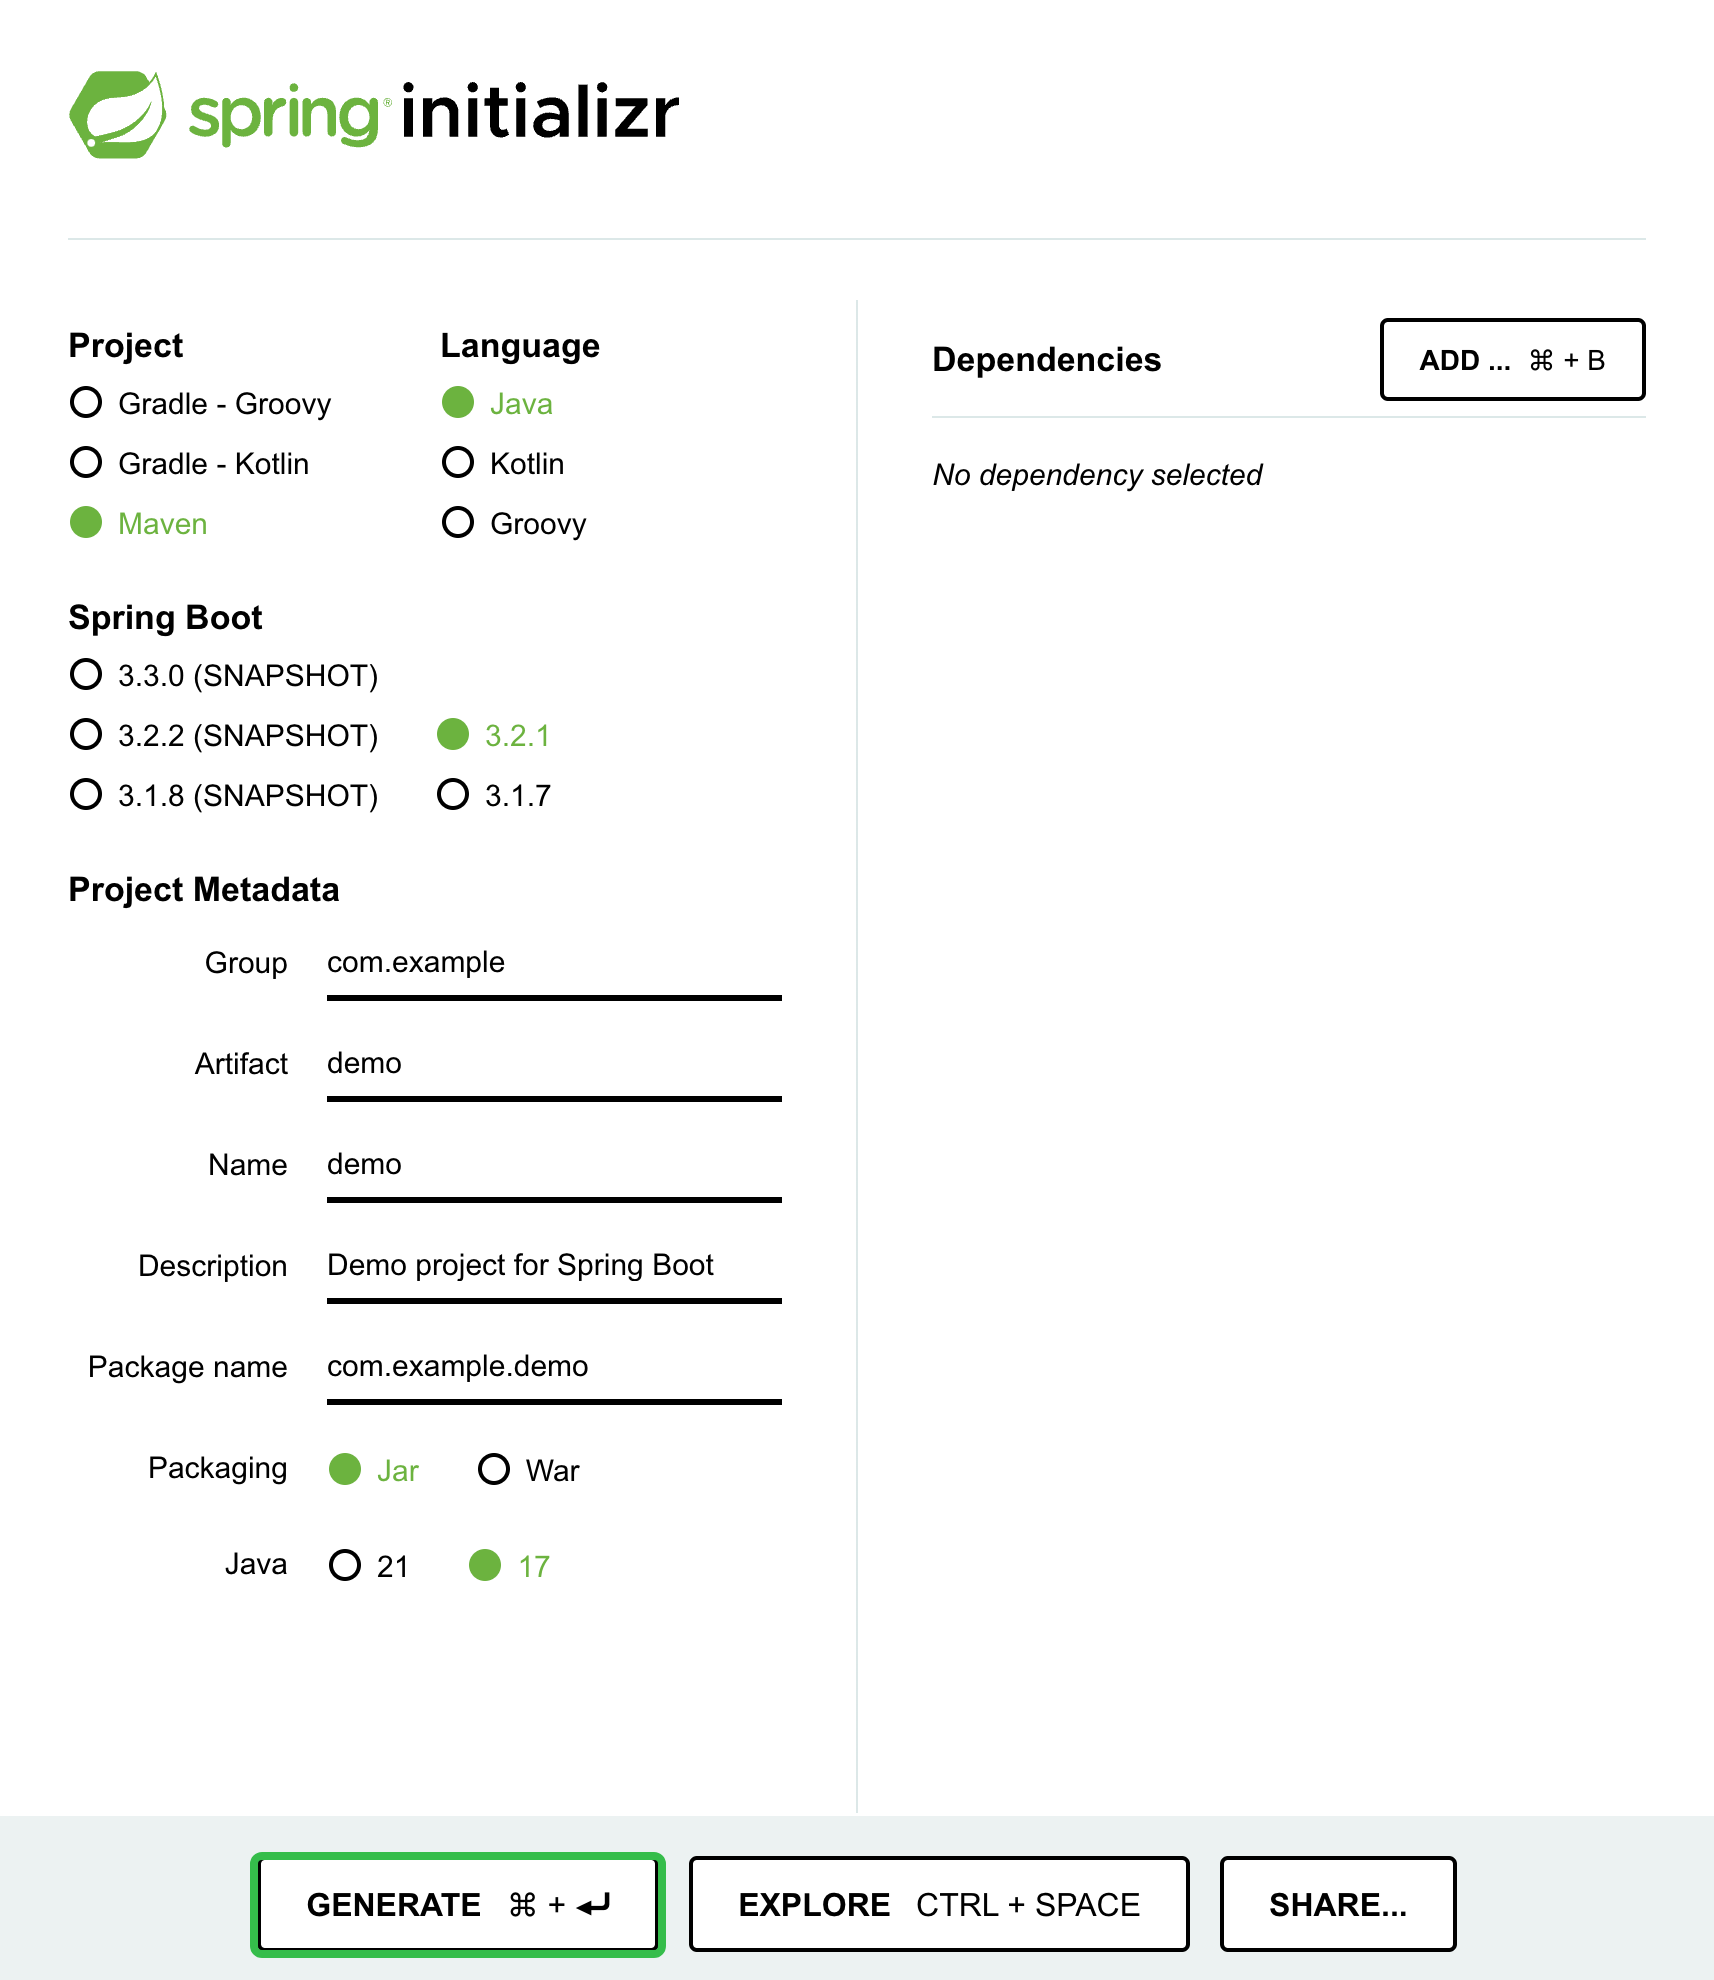 spring® initializr
Project
Gradle - Groovy
Gradle - Kotlin
Maven
Language
Java
Kotlin
Groovy
Spring Boot
3.3.0 (SNAPSHOT)
3.2.2 (SNAPSHOT) 3.2.1
3.1.8 (SNAPSHOT) 3.1.7
Project Metadata
Group com.example
Artifact demo
Name demo
Description Demo project for Spring Boot
Package name com.example.demo
Packaging Jar War
Java 21 17
Dependencies
ADD ... ⌘ + B
No dependency selected
GENERATE ⌘ + ⏎
EXPLORE CTRL + SPACE
SHARE...